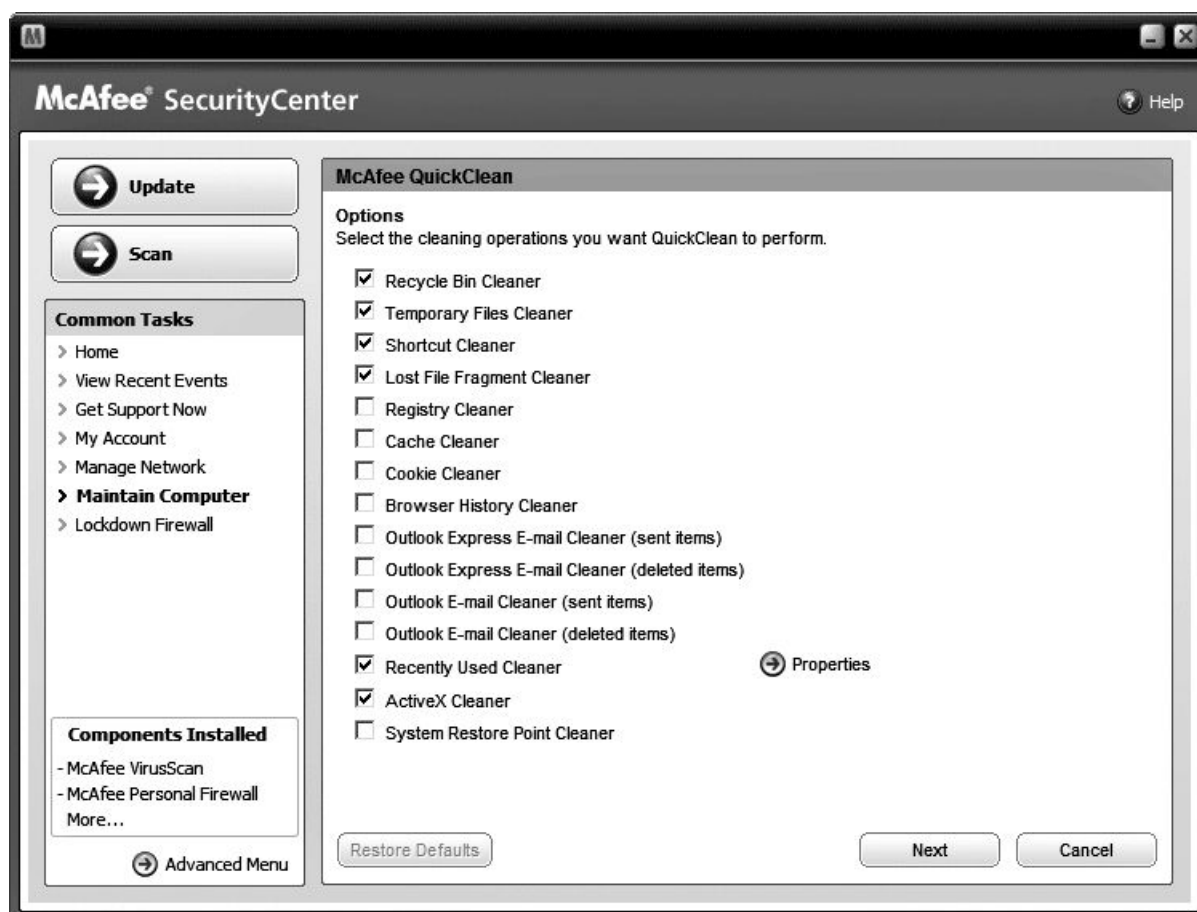 M
McAfee® SecurityCenter
Help
Update
Scan
Common Tasks
Home
View Recent Events
Get Support Now
My Account
Manage Network
Maintain Computer
Lockdown Firewall
Components Installed
- McAfee VirusScan
- McAfee Personal Firewall
More...
Advanced Menu
McAfee QuickClean
Options
Select the cleaning operations you want QuickClean to perform.
Recycle Bin Cleaner
Temporary Files Cleaner
Shortcut Cleaner
Lost File Fragment Cleaner
Registry Cleaner
Cache Cleaner
Cookie Cleaner
Browser History Cleaner
Outlook Express E-mail Cleaner (sent items)
Outlook Express E-mail Cleaner (deleted items)
Outlook E-mail Cleaner (sent items)
Outlook E-mail Cleaner (deleted items)
Recently Used Cleaner
Properties
ActiveX Cleaner
System Restore Point Cleaner
Restore Defaults
Next
Cancel